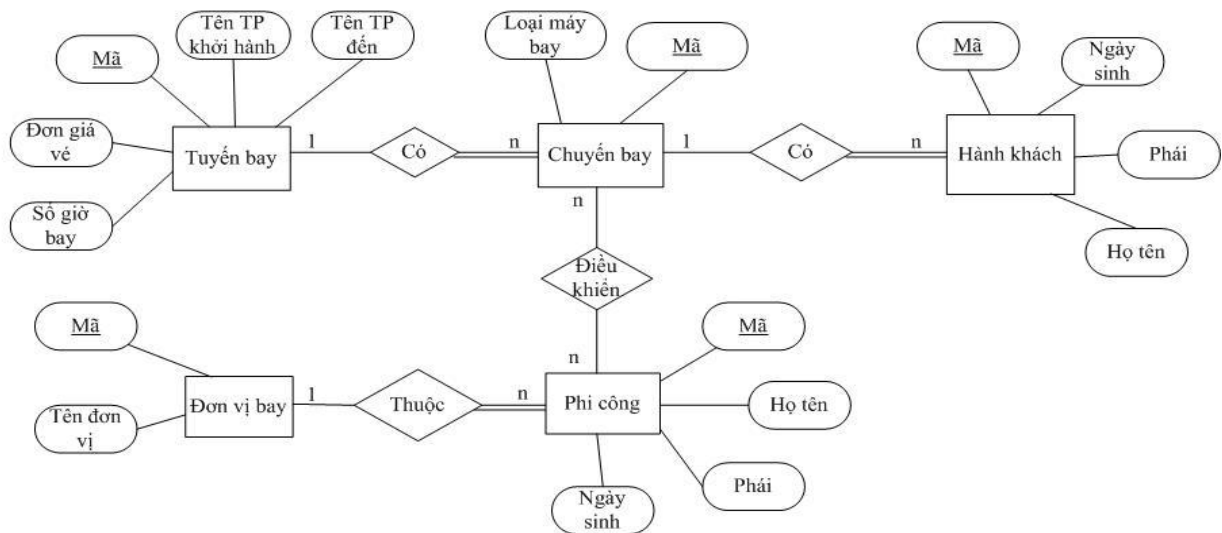 Tên TP
khởi hành
Tên TP
đến
Loại máy
bay
Mã
Mã
Mã
Ngày
sinh
Đơn giá
vé
Tuyến bay
1
Có
n
Chuyến bay
1
Có
n
Hành khách
Phái
Số giờ
bay
n
Họ tên
Điều
khiển
Mã
n
Mã
Đơn vị bay
1
Thuộc
n
Phi công
Họ tên
Tên đơn
vị
Phái
Ngày
sinh